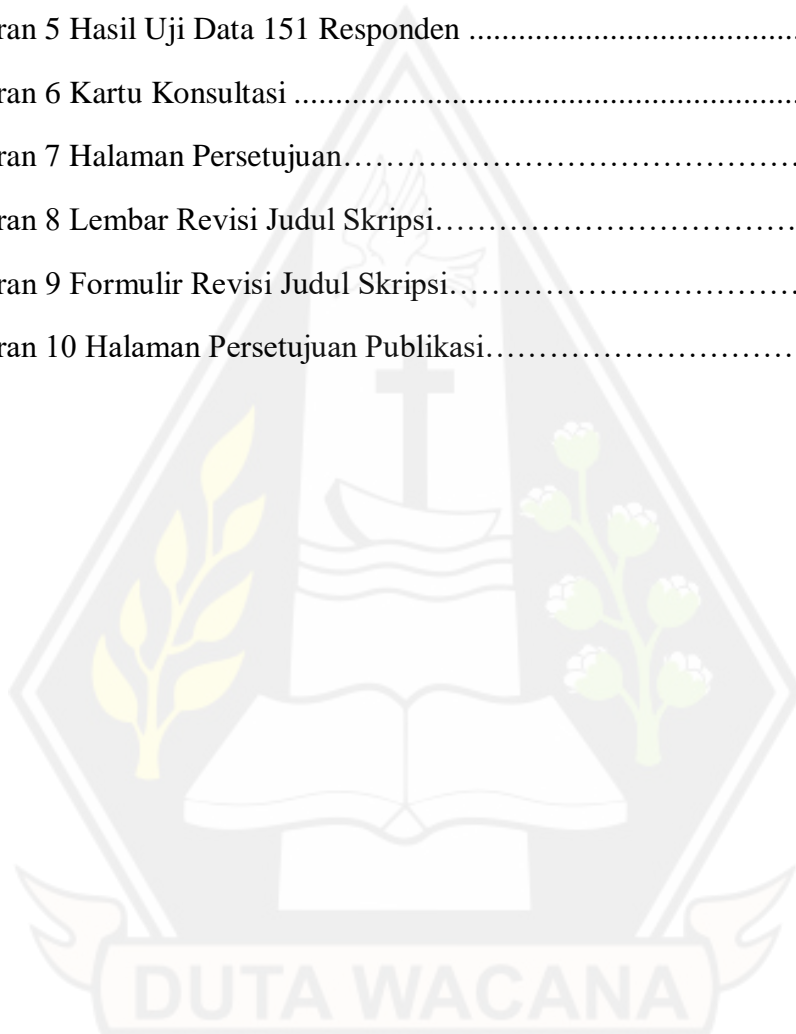 ran 5 Hasil Uji Data 151 Responden ....................................
ran 6 Kartu Konsultasi ......................................................
ran 7 Halaman Persetujuan……………………………………
ran 8 Lembar Revisi Judul Skripsi……………………………
ran 9 Formulir Revisi Judul Skripsi……………………………
ran 10 Halaman Persetujuan Publikasi…………………………
DUTA WACANA